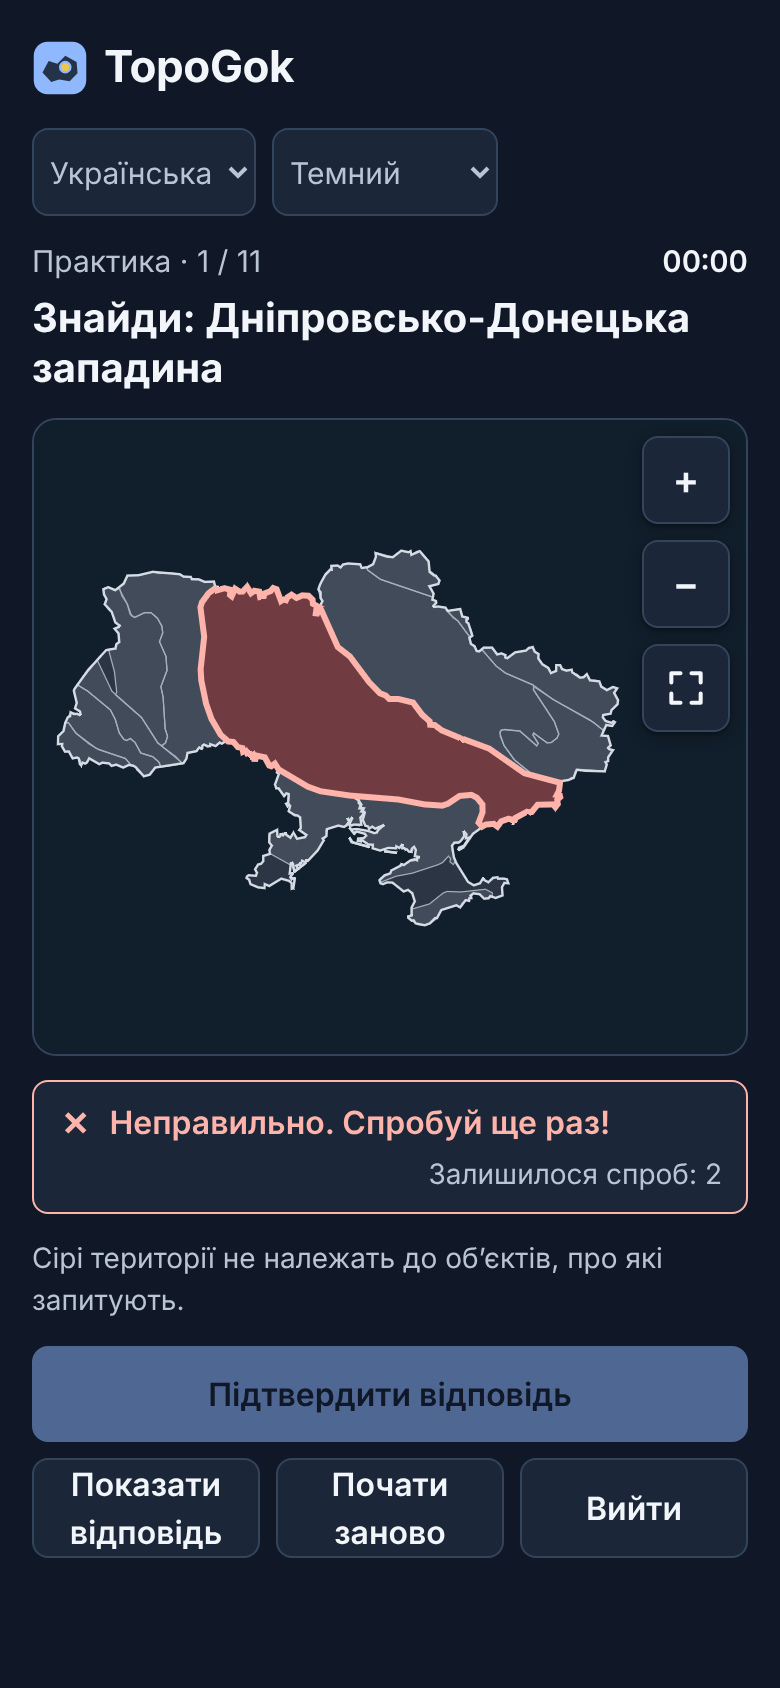 TopoGok
Українська
Темний
Практика · 1 / 11
00:00
Знайди: Дніпровсько-Донецька
западина
+
−
× Неправильно. Спробуй ще раз!
Залишилося спроб: 2
Сірі території не належать до об’єктів, про які
запитують.
Підтвердити відповідь
Показати
відповідь
Почати
заново
Вийти